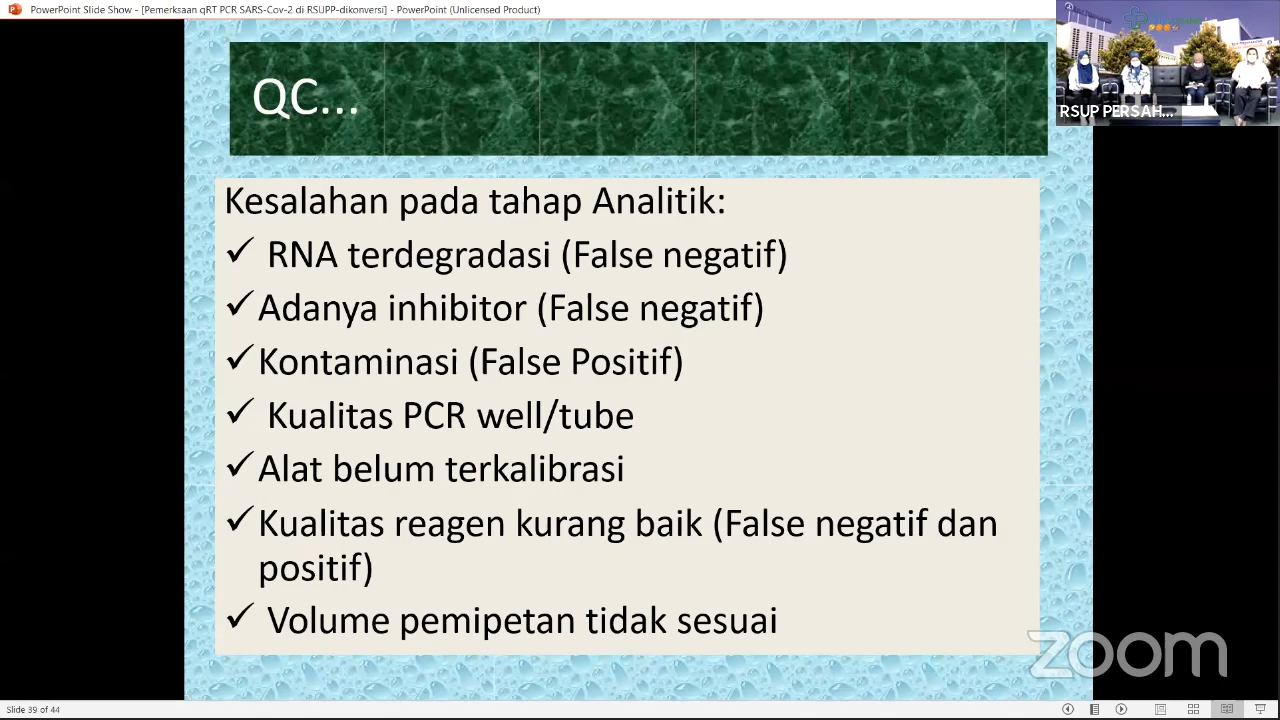 PowerPoint Slide Show - [Pemerksaan qRT PCR SARS-Cov-2 di RSUPP-dikonversi] - PowerPoint (Unlicensed Product)
QC...
RSUP PERSAH...
Kesalahan pada tahap Analitik:
✓ RNA terdegradasi (False negatif)
✓ Adanya inhibitor (False negatif)
✓ Kontaminasi (False Positif)
✓ Kualitas PCR well/tube
✓ Alat belum terkalibrasi
✓ Kualitas reagen kurang baik (False negatif dan
positif)
✓ Volume pemipetan tidak sesuai
zoom
Slide 39 of 44